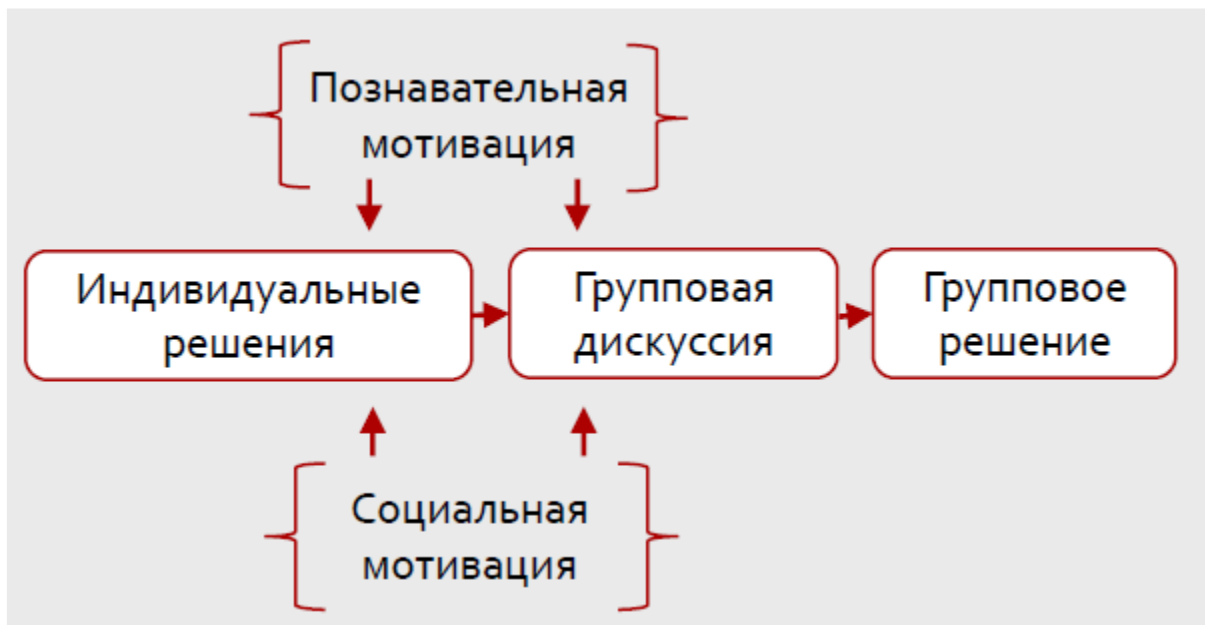 Познавательная
мотивация
Индивидуальные
решения
Групповая
дискуссия
Групповое
решение
Социальная
мотивация